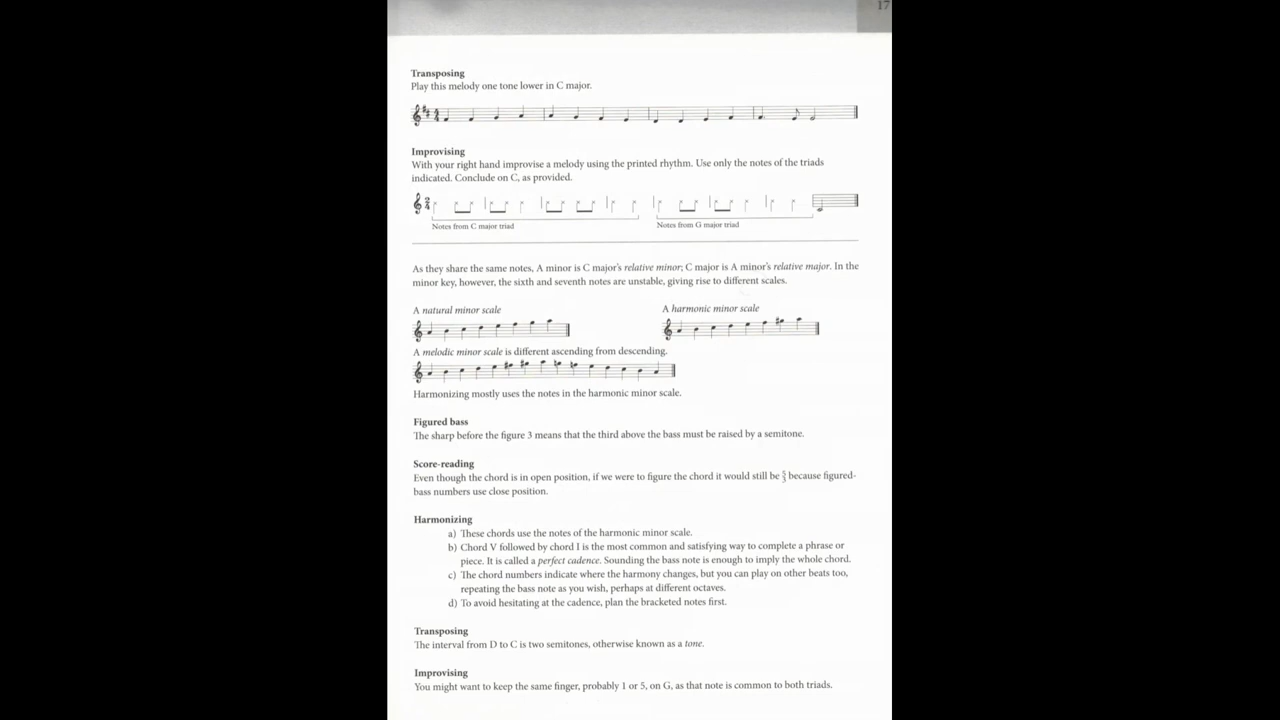 17
Transposing
Play this melody one tone lower in C major.
Improvising
With your right hand improvise a melody using the printed rhythm. Use only the notes of the triads
indicated. Conclude on C, as provided.
Notes from C major triad
Notes from G major triad
As they share the same notes, A minor is C major's relative minor; C major is A minor's relative major. In the
minor key, however, the sixth and seventh notes are unstable, giving rise to different scales.
A natural minor scale
A harmonic minor scale
A melodic minor scale is different ascending from descending.
Harmonizing mostly uses the notes in the harmonic minor scale.
Figured bass
The sharp before the figure 3 means that the third above the bass must be raised by a semitone.
Score-reading
Even though the chord is in open position, if we were to figure the chord it would still be 5/3 because figured-
bass numbers use close position.
Harmonizing
a) These chords use the notes of the harmonic minor scale.
b) Chord V followed by chord I is the most common and satisfying way to complete a phrase or
piece. It is called a perfect cadence. Sounding the bass note is enough to imply the whole chord.
c) The chord numbers indicate where the harmony changes, but you can play on other beats too,
repeating the bass note as you wish, perhaps at different octaves.
d) To avoid hesitating at the cadence, plan the bracketed notes first.
Transposing
The interval from D to C is two semitones, otherwise known as a tone.
Improvising
You might want to keep the same finger, probably 1 or 5, on G, as that note is common to both triads.